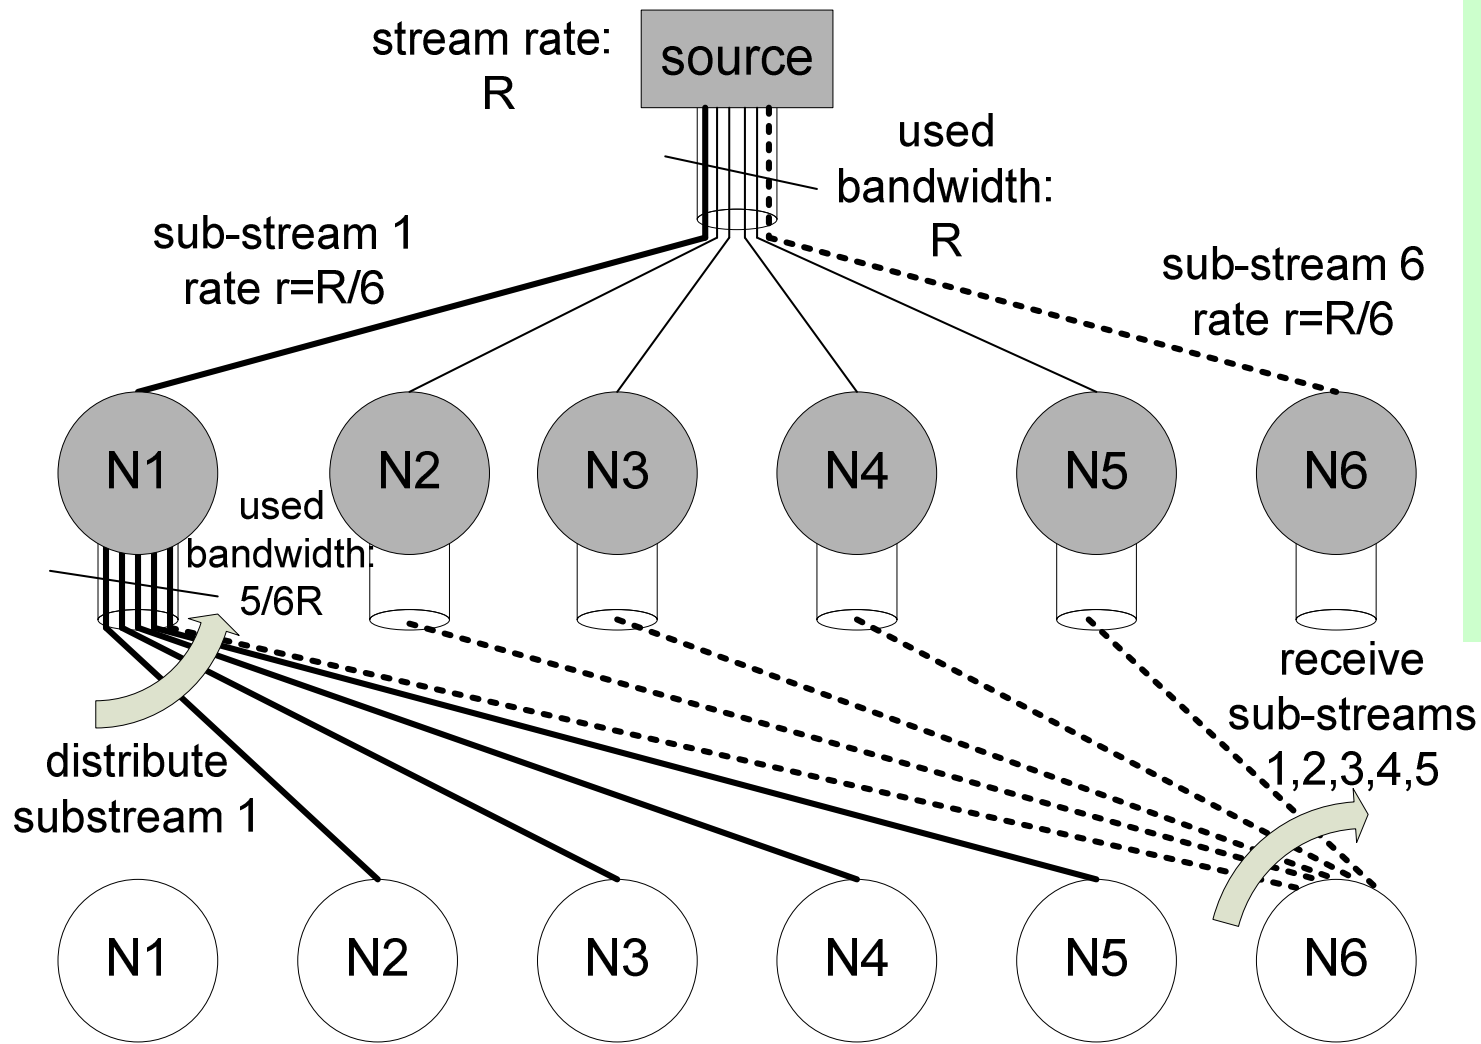 stream rate:
R
source
used
bandwidth:
R
sub-stream 1
rate r=R/6
sub-stream 6
rate r=R/6
N1
N2
N3
N4
N5
N6
used
bandwidth:
5/6R
distribute
substream 1
receive
sub-streams
1,2,3,4,5
N1
N2
N3
N4
N5
N6